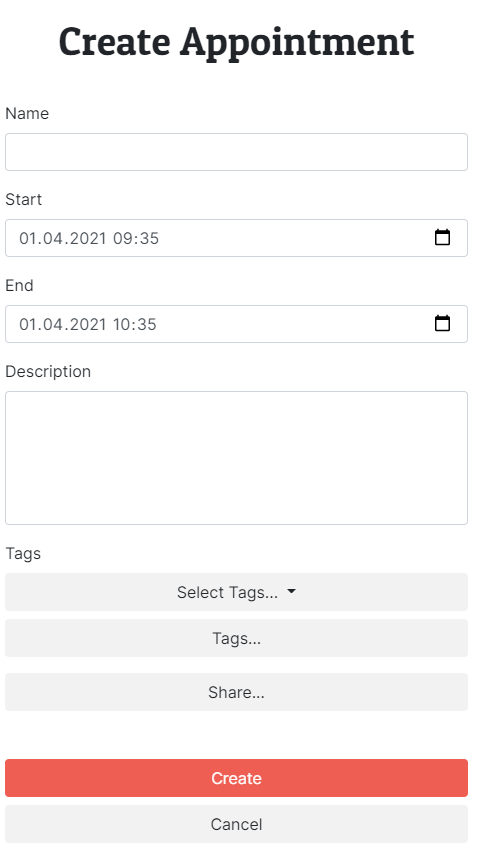 Create Appointment
Name
Start
01.04.2021 09:35
End
01.04.2021 10:35
Description
Tags
Select Tags...
Tags...
Share...
Create
Cancel